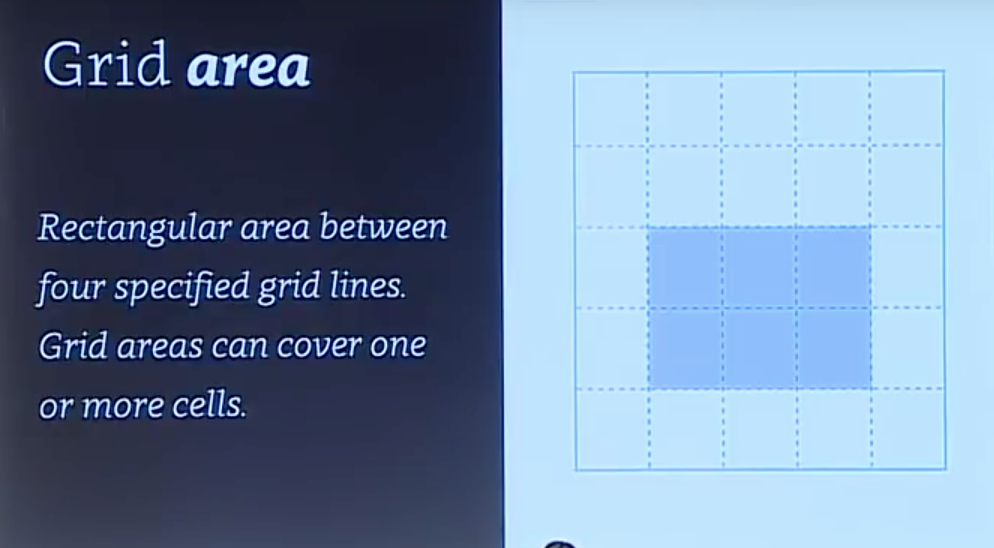 Grid area
Rectangular area between
four specified grid lines.
Grid areas can cover one
or more cells.